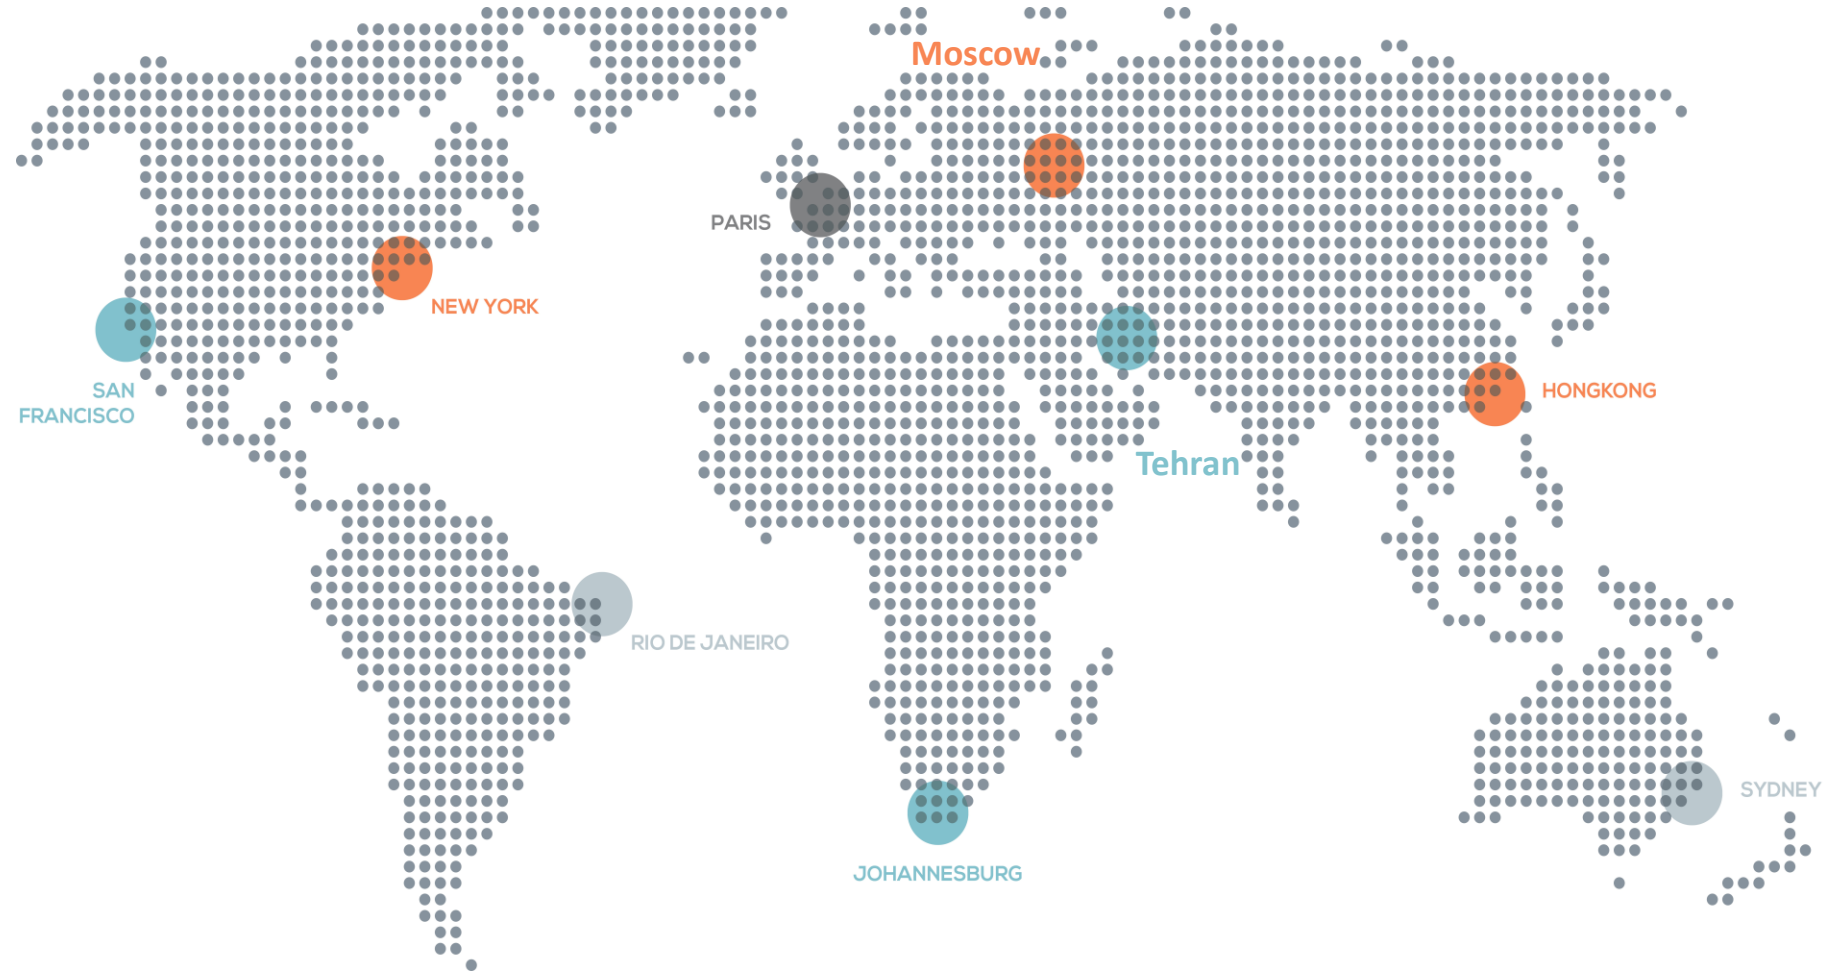 Moscow
PARIS
NEW YORK
SAN
FRANCISCO
HONGKONG
Tehran
RIO DE JANEIRO
SYDNEY
JOHANNESBURG